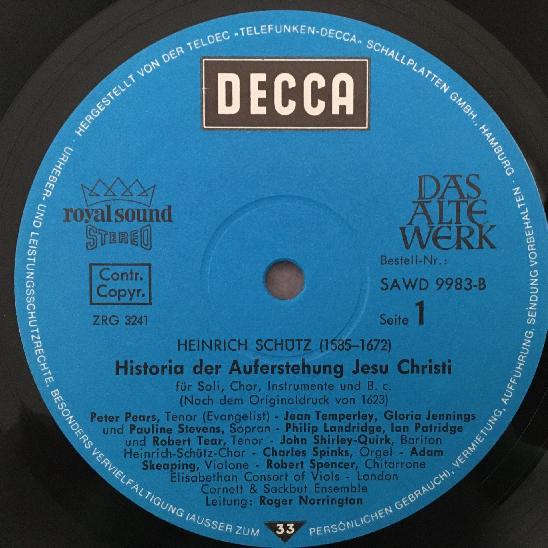 HERGESTELLT VON DER TELDEC »TELEFUNKEN-DECCA« SCHALLPLATTEN GMBH, HAMBURG ·
URHEBER- UND LEISTUNGSSCHUTZRECHTE, BESONDERS VERVIELFÄLTIGUNG (AUSSER ZUM PERSÖNLICHEN GEBRAUCH), VERMIETUNG, AUFFÜHRUNG, SENDUNG VORBEHALTEN
DECCA
royal sound
STEREO
DAS
ALTE
WERK
Contr.
Copyr.
ZRG 3241
Bestell-Nr.:
SAWD 9983-B
Seite 1
HEINRICH SCHÜTZ (1585-1672)
Historia der Auferstehung Jesu Christi
für Soli, Chor, Instrumente und B. c.
(Nach dem Originaldruck von 1623)
Peter Pears, Tenor (Evangelist) - Jean Temperley, Gloria Jennings
und Pauline Stevens, Sopran - Philip Landridge, Ian Patridge
und Robert Tear, Tenor - John Shirley-Quirk, Bariton
Heinrich-Schütz-Chor - Charles Spinks, Orgel - Adam
Skeaping, Violone - Robert Spencer, Chitarrone
Elisabethan Consort of Viols - London
Cornett & Sackbut Ensemble
Leitung: Roger Norrington
33